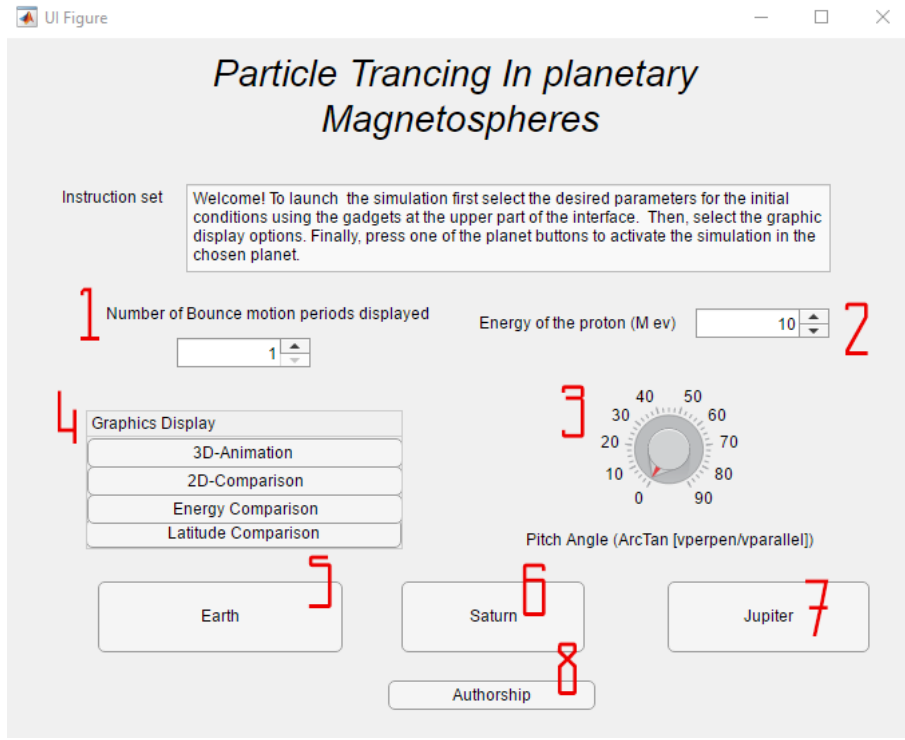 UI Figure
Particle Trancing In planetary
Magnetospheres
Instruction set
Welcome! To launch the simulation first select the desired parameters for the initial
conditions using the gadgets at the upper part of the interface. Then, select the graphic
display options. Finally, press one of the planet buttons to activate the simulation in the
chosen planet.
1
Number of Bounce motion periods displayed
1
Energy of the proton (M ev)
10
2
4
Graphics Display
3D-Animation
2D-Comparison
Energy Comparison
Latitude Comparison
3
40 50
30 60
20 70
10 80
0 90
Pitch Angle (ArcTan [vperpen/vparallel])
Earth
5
Saturn
6
Jupiter
7
Authorship
8